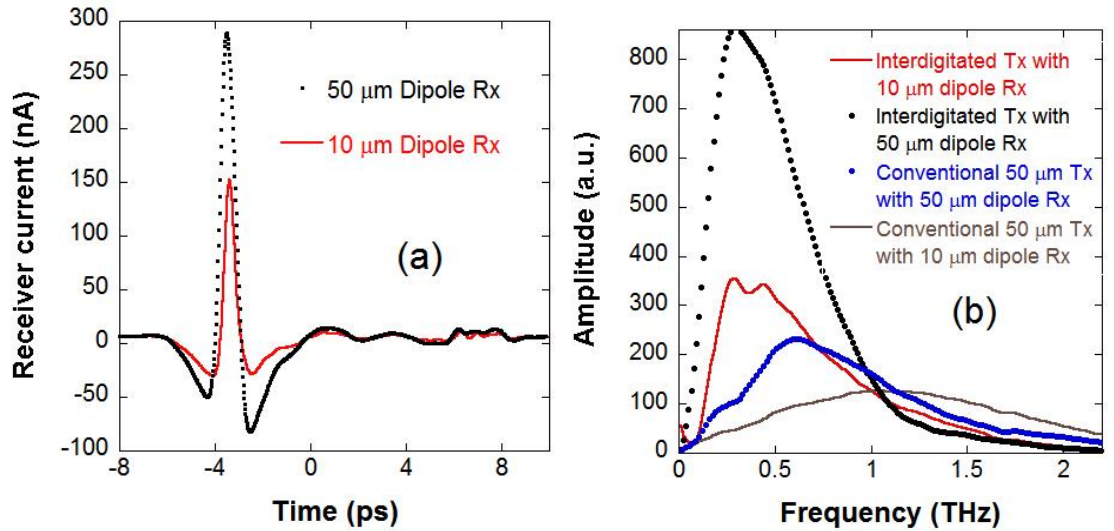 300
250
200
150
100
50
0
-50
-100
Receiver current (nA)
50 μm Dipole Rx
10 μm Dipole Rx
(a)
-8
-4
0
4
8
Time (ps)
800
700
600
500
400
300
200
100
0
Amplitude (a.u.)
Interdigitated Tx with
10 μm dipole Rx
Interdigitated Tx with
50 μm dipole Rx
Conventional 50 μm Tx
with 50 μm dipole Rx
Conventional 50 μm Tx
with 10 μm dipole Rx
(b)
0
0.5
1
1.5
2
Frequency (THz)